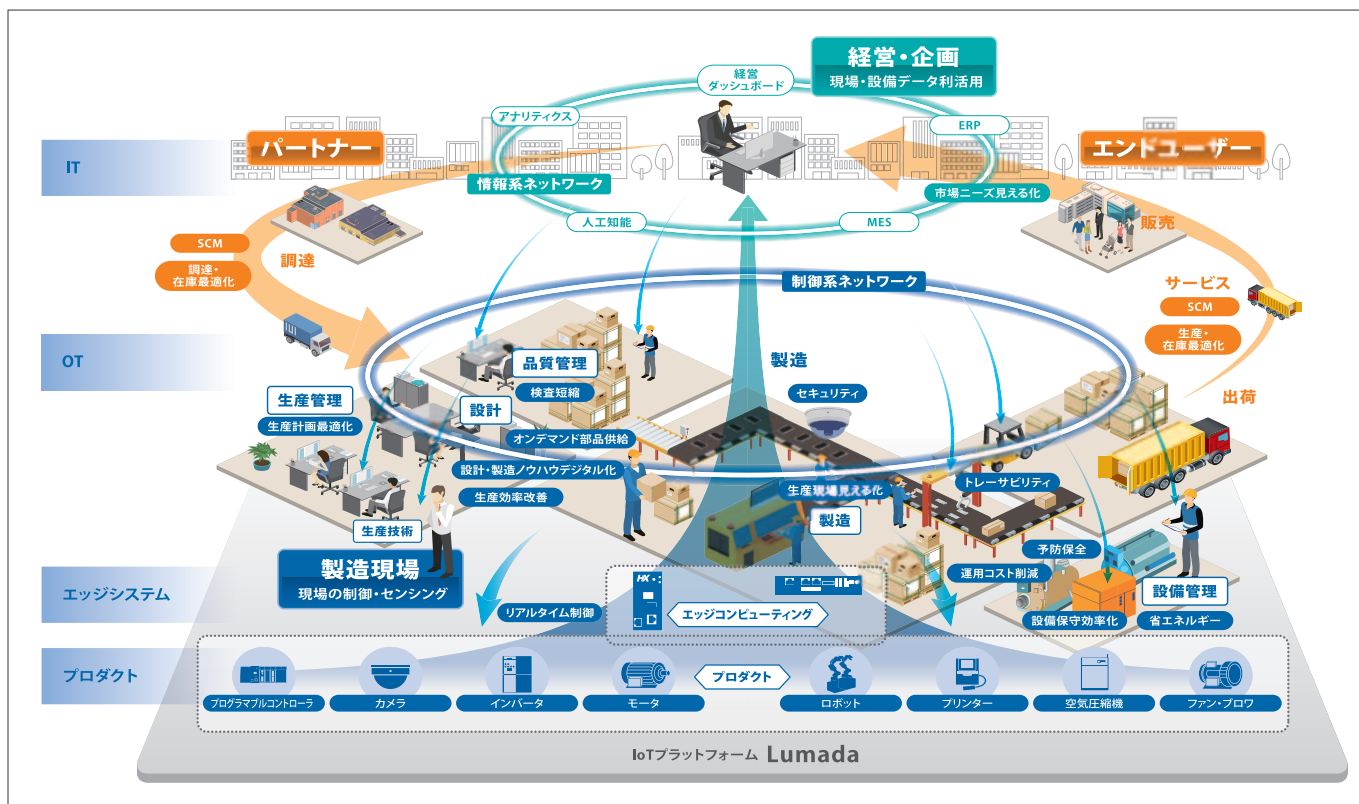 経営・企画
現場・設備データ利活用
経営
ダッシュボード
アナリティクス
ERP
パートナー
エンドユーザー
IT
情報系ネットワーク
市場ニーズ見える化
人工知能
MES
販売
SCM
調達
調達・
在庫最適化
制御系ネットワーク
サービス
SCM
生産・
在庫最適化
OT
品質管理
検査短縮
製造
セキュリティ
出荷
生産管理
生産計画最適化
設計
オンデマンド部品供給
設計・製造ノウハウデジタル化
生産効率改善
生産現場見える化
トレーサビリティ
製造
生産技術
製造現場
現場の制御・センシング
予防保全
運用コスト削減
設備管理
設備保守効率化
省エネルギー
エッジシステム
HX
リアルタイム制御
エッジコンピューティング
プロダクト
プロダクト
プログラマブルコントローラ
カメラ
インバータ
モータ
ロボット
プリンター
空気圧縮機
ファン・ブロワ
IoTプラットフォーム Lumada